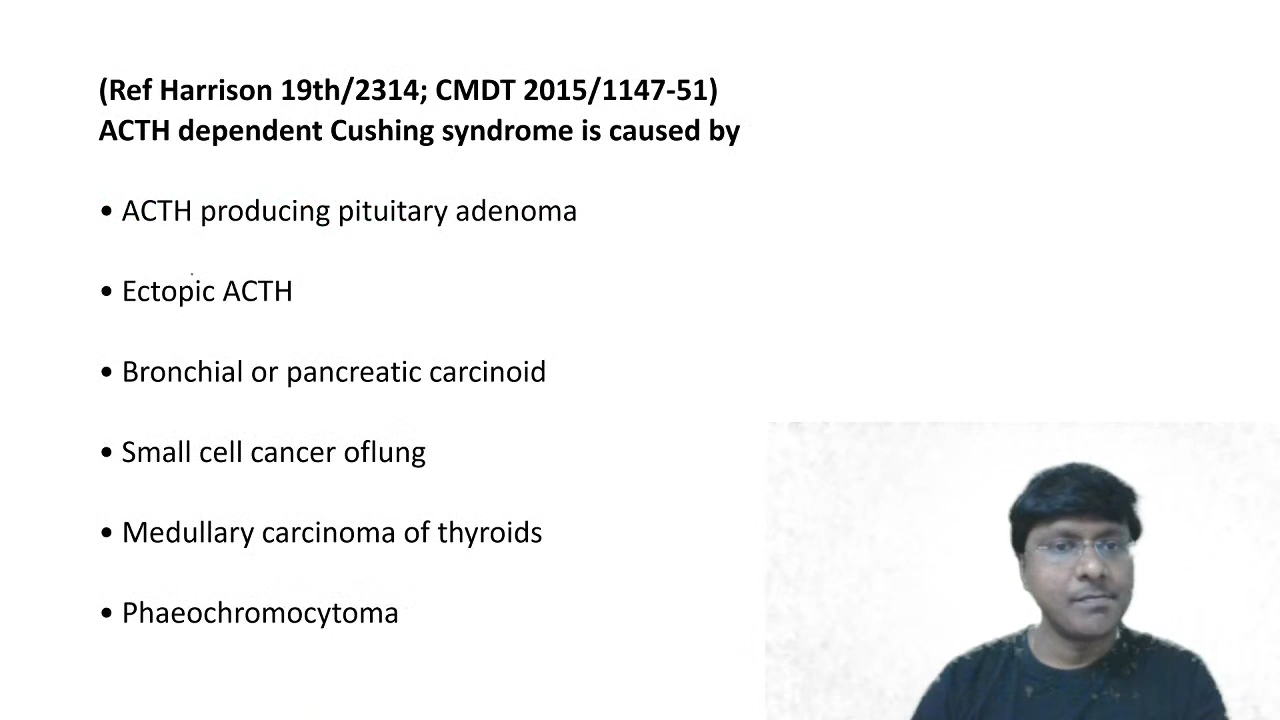 (Ref Harrison 19th/2314; CMDT 2015/1147-51)
ACTH dependent Cushing syndrome is caused by
• ACTH producing pituitary adenoma
• Ectopic ACTH
• Bronchial or pancreatic carcinoid
• Small cell cancer oflung
• Medullary carcinoma of thyroids
• Phaeochromocytoma